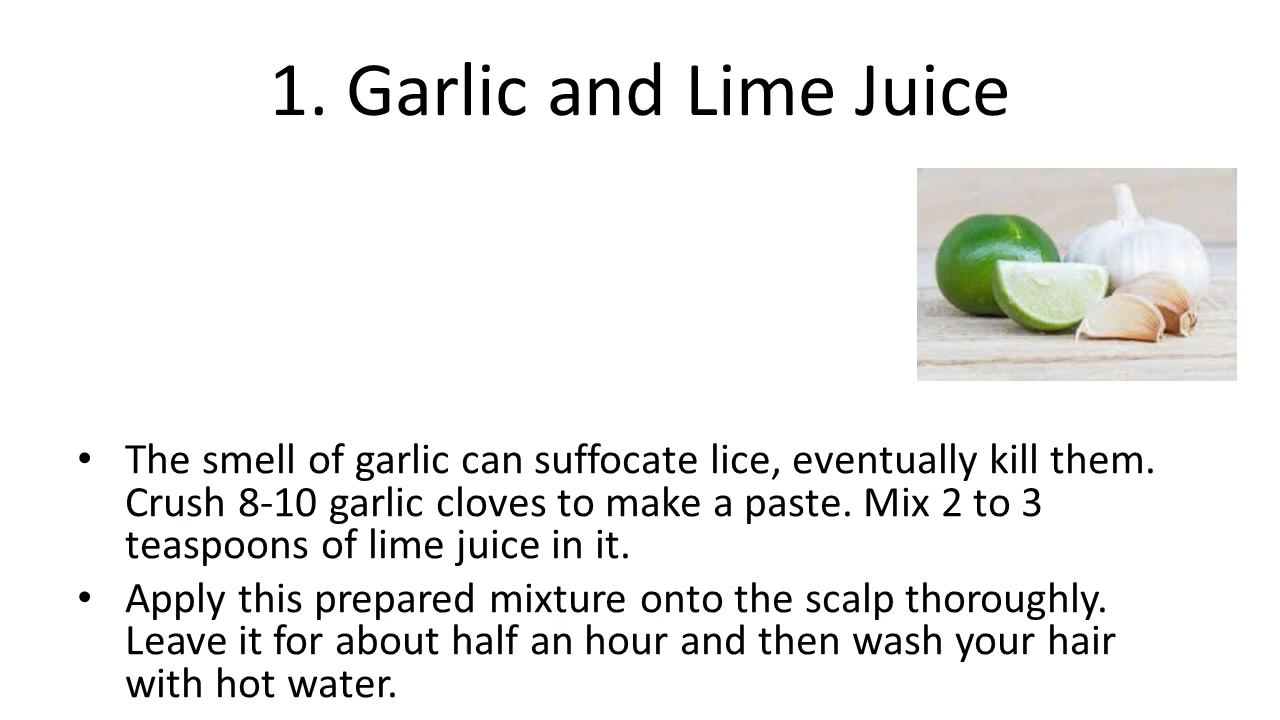 1. Garlic and Lime Juice
• The smell of garlic can suffocate lice, eventually kill them.
Crush 8-10 garlic cloves to make a paste. Mix 2 to 3
teaspoons of lime juice in it.
• Apply this prepared mixture onto the scalp thoroughly.
Leave it for about half an hour and then wash your hair
with hot water.